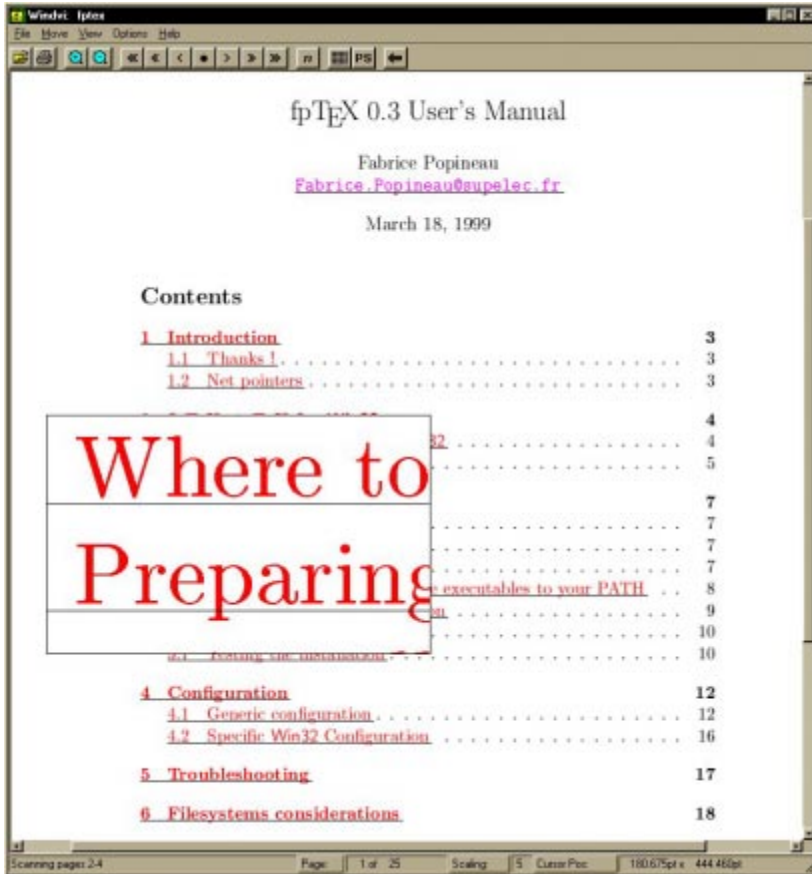 Windvi: fptex
File Move View Options Help
n PS
fpTEX 0.3 User's Manual
Fabrice Popineau
Fabrice.Popineau@supelec.fr
March 18, 1999
Contents
1 Introduction 3
1.1 Thanks ! . . . . . . . . . . . . . . . . . . . . . . . . . . . . . . 3
1.2 Net pointers . . . . . . . . . . . . . . . . . . . . . . . . . . . . 3
4
32 . . . . . . . . . . . . . . . . . . 4
. . . . . . . . . . . . . . . . . . 5
Where to
7
. . . . . . . . . . . . . . . . . . 7
. . . . . . . . . . . . . . . . . . 7
Preparing
. . . . . . . . . . . . . . . . . . 7
executables to your PATH . . 8
. . . . . . . . . . . . . . . . . . 9
. . . . . . . . . . . . . . . . . . 10
Testing the installation . . . . . . . . . . . . . . . . . . . . . 10
4 Configuration 12
4.1 Generic configuration . . . . . . . . . . . . . . . . . . . . . . . 12
4.2 Specific Win32 Configuration . . . . . . . . . . . . . . . . . . 16
5 Troubleshooting 17
6 Filesystems considerations 18
Scanning pages 2-4 Page: 1 of 25 Scaling: 5 Cursor Pos: 180.675pt x 444.460pt